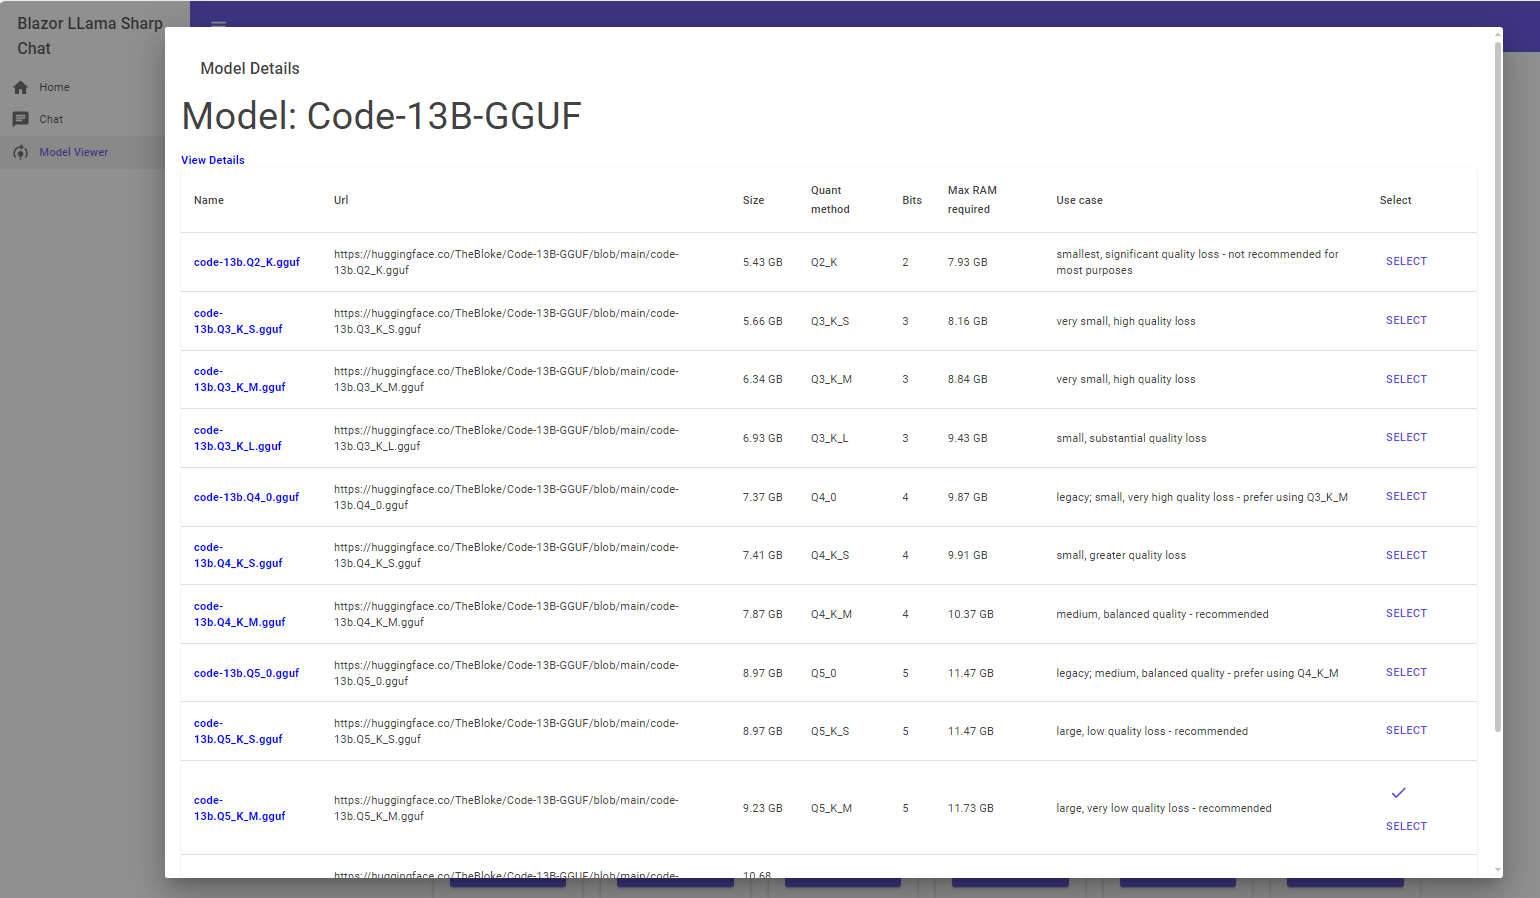 Blazor LLama Sharp
Chat
Home
Chat
Model Viewer
Model Details
Model: Code-13B-GGUF
View Details
Name Url Size Quant method Bits Max RAM required Use case Select
code-13b.Q2_K.gguf https://huggingface.co/TheBloke/Code-13B-GGUF/blob/main/code-13b.Q2_K.gguf 5.43 GB Q2_K 2 7.93 GB smallest, significant quality loss - not recommended for most purposes SELECT
code-13b.Q3_K_S.gguf https://huggingface.co/TheBloke/Code-13B-GGUF/blob/main/code-13b.Q3_K_S.gguf 5.66 GB Q3_K_S 3 8.16 GB very small, high quality loss SELECT
code-13b.Q3_K_M.gguf https://huggingface.co/TheBloke/Code-13B-GGUF/blob/main/code-13b.Q3_K_M.gguf 6.34 GB Q3_K_M 3 8.84 GB very small, high quality loss SELECT
code-13b.Q3_K_L.gguf https://huggingface.co/TheBloke/Code-13B-GGUF/blob/main/code-13b.Q3_K_L.gguf 6.93 GB Q3_K_L 3 9.43 GB small, substantial quality loss SELECT
code-13b.Q4_0.gguf https://huggingface.co/TheBloke/Code-13B-GGUF/blob/main/code-13b.Q4_0.gguf 7.37 GB Q4_0 4 9.87 GB legacy; small, very high quality loss - prefer using Q3_K_M SELECT
code-13b.Q4_K_S.gguf https://huggingface.co/TheBloke/Code-13B-GGUF/blob/main/code-13b.Q4_K_S.gguf 7.41 GB Q4_K_S 4 9.91 GB small, greater quality loss SELECT
code-13b.Q4_K_M.gguf https://huggingface.co/TheBloke/Code-13B-GGUF/blob/main/code-13b.Q4_K_M.gguf 7.87 GB Q4_K_M 4 10.37 GB medium, balanced quality - recommended SELECT
code-13b.Q5_0.gguf https://huggingface.co/TheBloke/Code-13B-GGUF/blob/main/code-13b.Q5_0.gguf 8.97 GB Q5_0 5 11.47 GB legacy; medium, balanced quality - prefer using Q4_K_M SELECT
code-13b.Q5_K_S.gguf https://huggingface.co/TheBloke/Code-13B-GGUF/blob/main/code-13b.Q5_K_S.gguf 8.97 GB Q5_K_S 5 11.47 GB large, low quality loss - recommended SELECT
code-13b.Q5_K_M.gguf https://huggingface.co/TheBloke/Code-13B-GGUF/blob/main/code-13b.Q5_K_M.gguf 9.23 GB Q5_K_M 5 11.73 GB large, very low quality loss - recommended SELECT
https://huggingface.co/TheBloke/Code-13B-GGUF/blob/main/code- 10.68